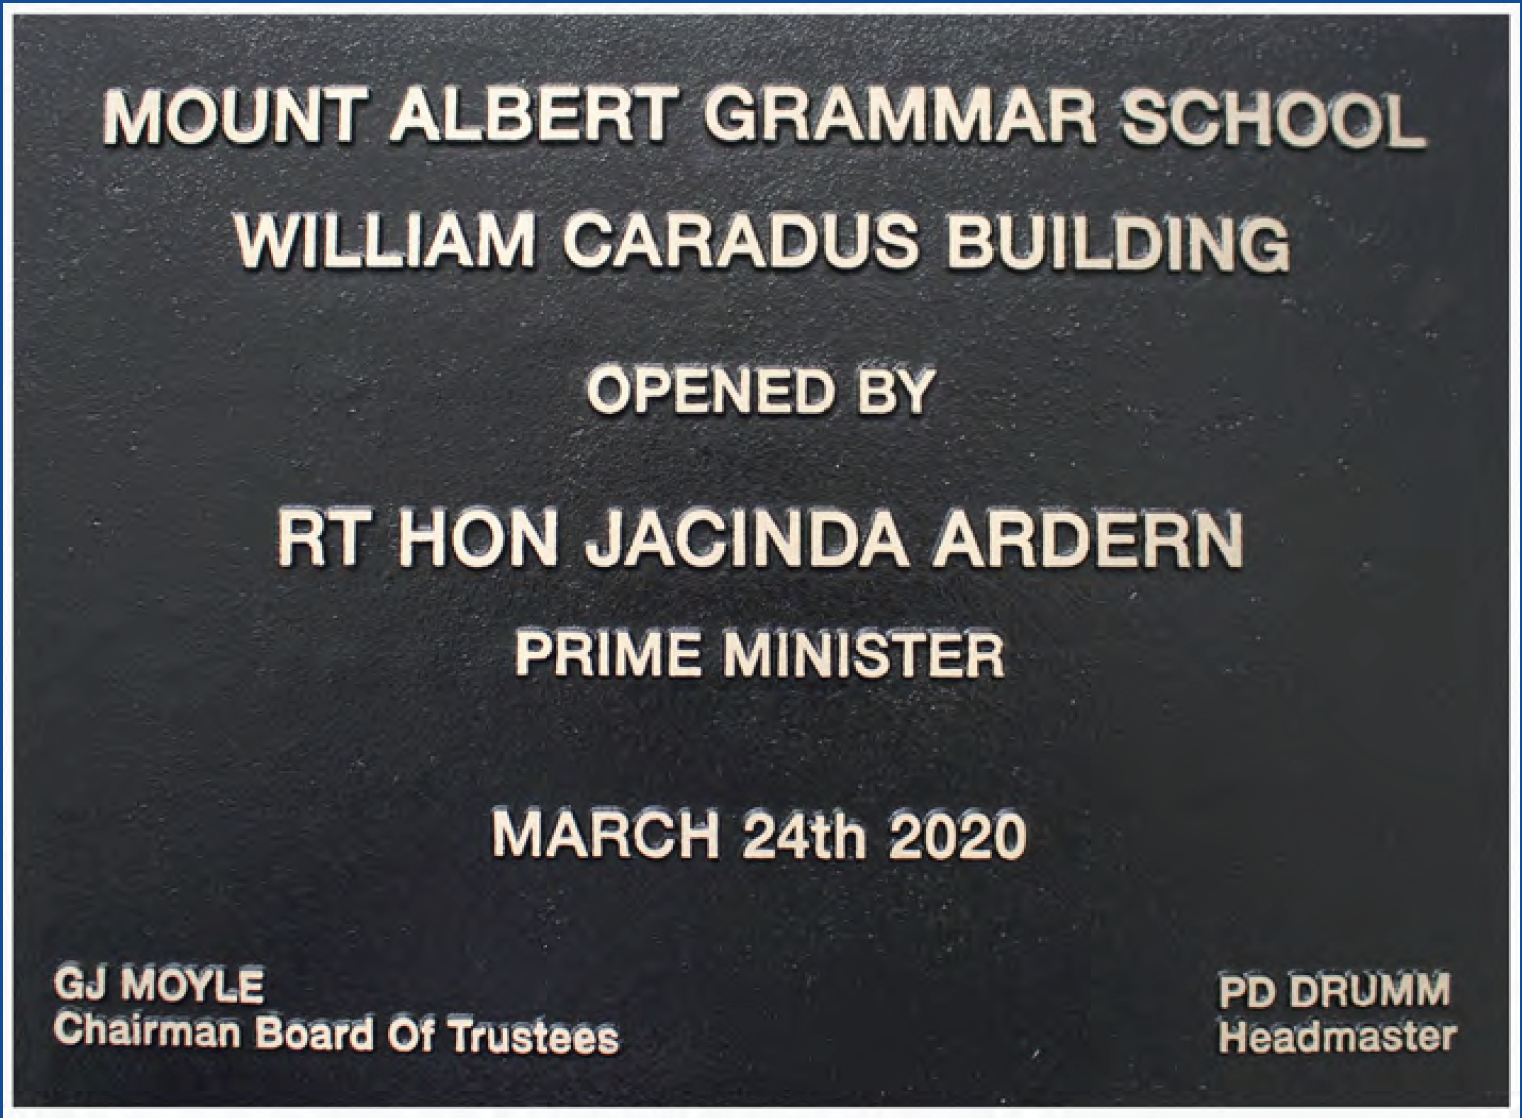 MOUNT ALBERT GRAMMAR SCHOOL
WILLIAM CARADUS BUILDING
OPENED BY
RT HON JACINDA ARDERN
PRIME MINISTER
MARCH 24th 2020
GJ MOYLE
Chairman Board Of Trustees
PD DRUMM
Headmaster